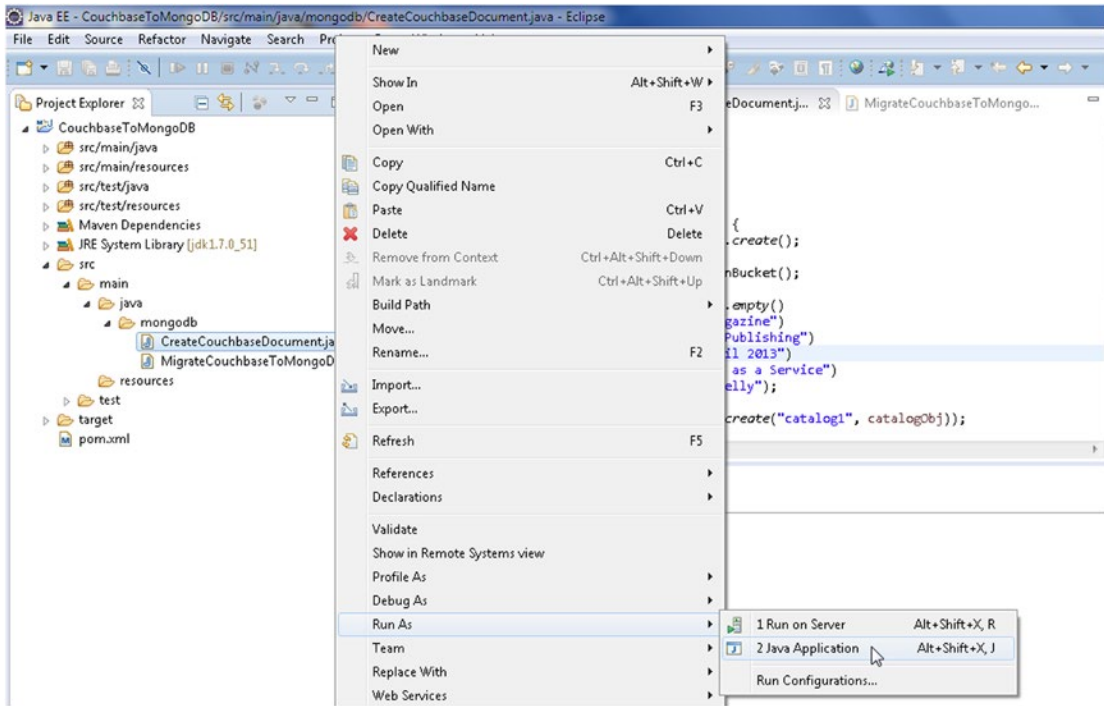 Java EE - CouchbaseToMongoDB/src/main/java/mongodb/CreateCouchbaseDocument.java - Eclipse
File Edit Source Refactor Navigate Search
Project Explorer
CouchbaseToMongoDB
src/main/java
src/main/resources
src/test/java
src/test/resources
Maven Dependencies
JRE System Library [jdk1.7.0_51]
src
main
java
mongodb
CreateCouchbaseDocument.ja
MigrateCouchbaseToMongoD
resources
test
target
pom.xml
New
Show In Alt+Shift+W
Open F3
Open With
Copy Ctrl+C
Copy Qualified Name
Paste Ctrl+V
Delete Delete
Remove from Context Ctrl+Alt+Shift+Down
Mark as Landmark Ctrl+Alt+Shift+Up
Build Path
Move...
Rename... F2
Import...
Export...
Refresh F5
References
Declarations
Validate
Show in Remote Systems view
Profile As
Debug As
Run As
Team
Replace With
Web Services
eDocument.j... MigrateCouchbaseToMongo...
{
.create();
nBucket();
.empty()
gazine")
Publishing")
il 2013")
as a Service")
elly");
create("catalog1", catalogObj));
1 Run on Server Alt+Shift+X, R
2 Java Application Alt+Shift+X, J
Run Configurations...